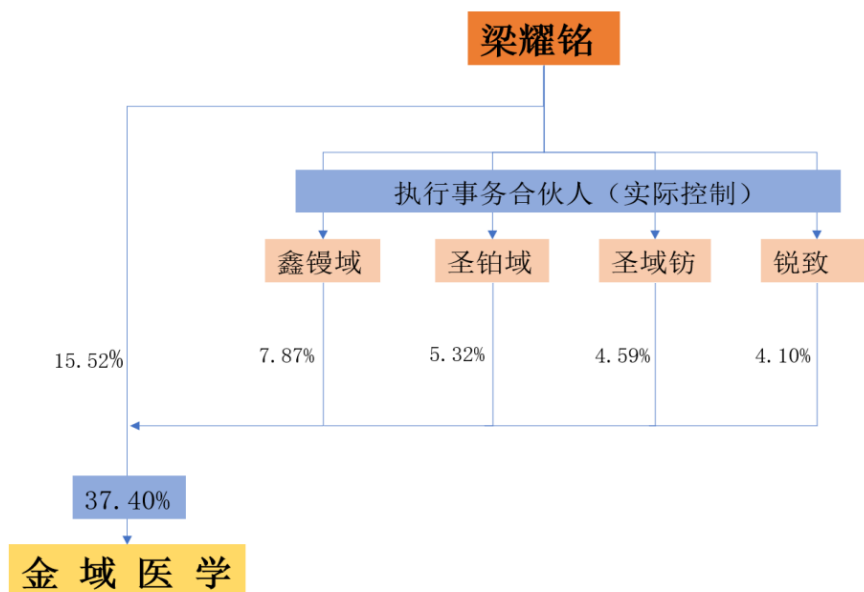 梁耀铭
执行事务合伙人（实际控制）
鑫镘域
圣铂域
圣域钫
锐致
15.52%
7.87%
5.32%
4.59%
4.10%
37.40%
金域医学